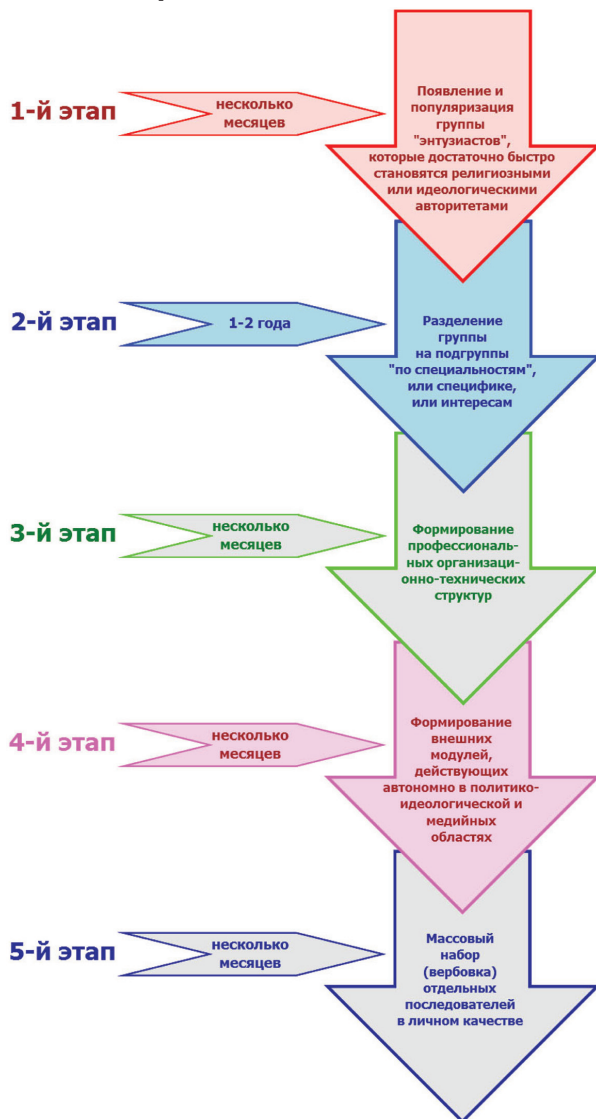 1-й этап
несколько
месяцев
Появление и
популяризация
группы
"энтузиастов",
которые достаточно быстро
становятся религиозными
или идеологическими
авторитетами
2-й этап
1-2 года
Разделение
группы
на подгруппы
"по специальностям",
или специфике,
или интересам
3-й этап
несколько
месяцев
Формирование
профессиональ-
ных организаци-
онно-технических
структур
4-й этап
несколько
месяцев
Формирование
внешних
модулей,
действующих
автономно в политико-
идеологической и
медийных
областях
5-й этап
несколько
месяцев
Массовый
набор
(вербовка)
отдельных
последователей
в личном качестве